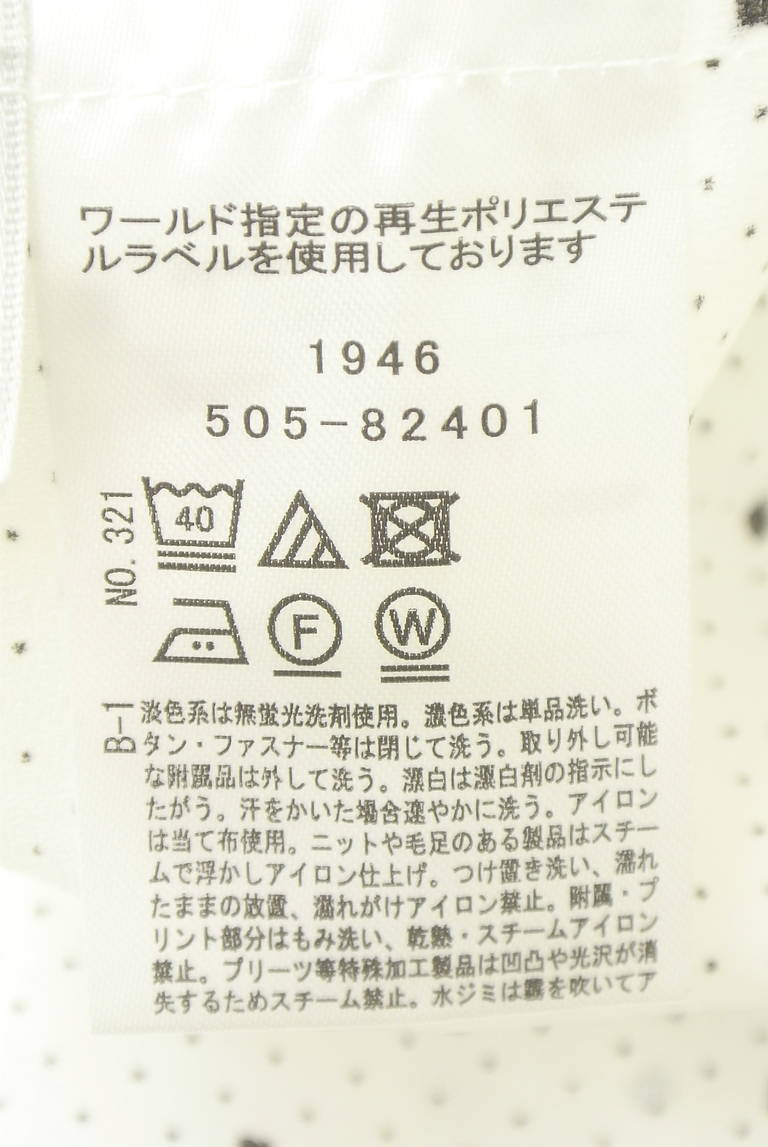 ワールド指定の再生ポリエステ
ルラベルを使用しております
1946
505-82401
NO. 321
40
F
W
B-1
淡色系は無蛍光洗剤使用。濃色系は単品洗い。ボ
タン・ファスナー等は閉じて洗う。取り外し可能
な附属品は外して洗う。漂白は漂白剤の指示にし
たがう。汗をかいた場合速やかに洗う。アイロン
は当て布使用。ニットや毛足のある製品はスチー
ムで浮かしアイロン仕上げ。つけ置き洗い、濡れ
たままの放置、濡れがけアイロン禁止。附属・プ
リント部分はもみ洗い、乾熱・スチームアイロン
禁止。プリーツ等特殊加工製品は凹凸や光沢が消
失するためスチーム禁止。水ジミは霧を吹いてア